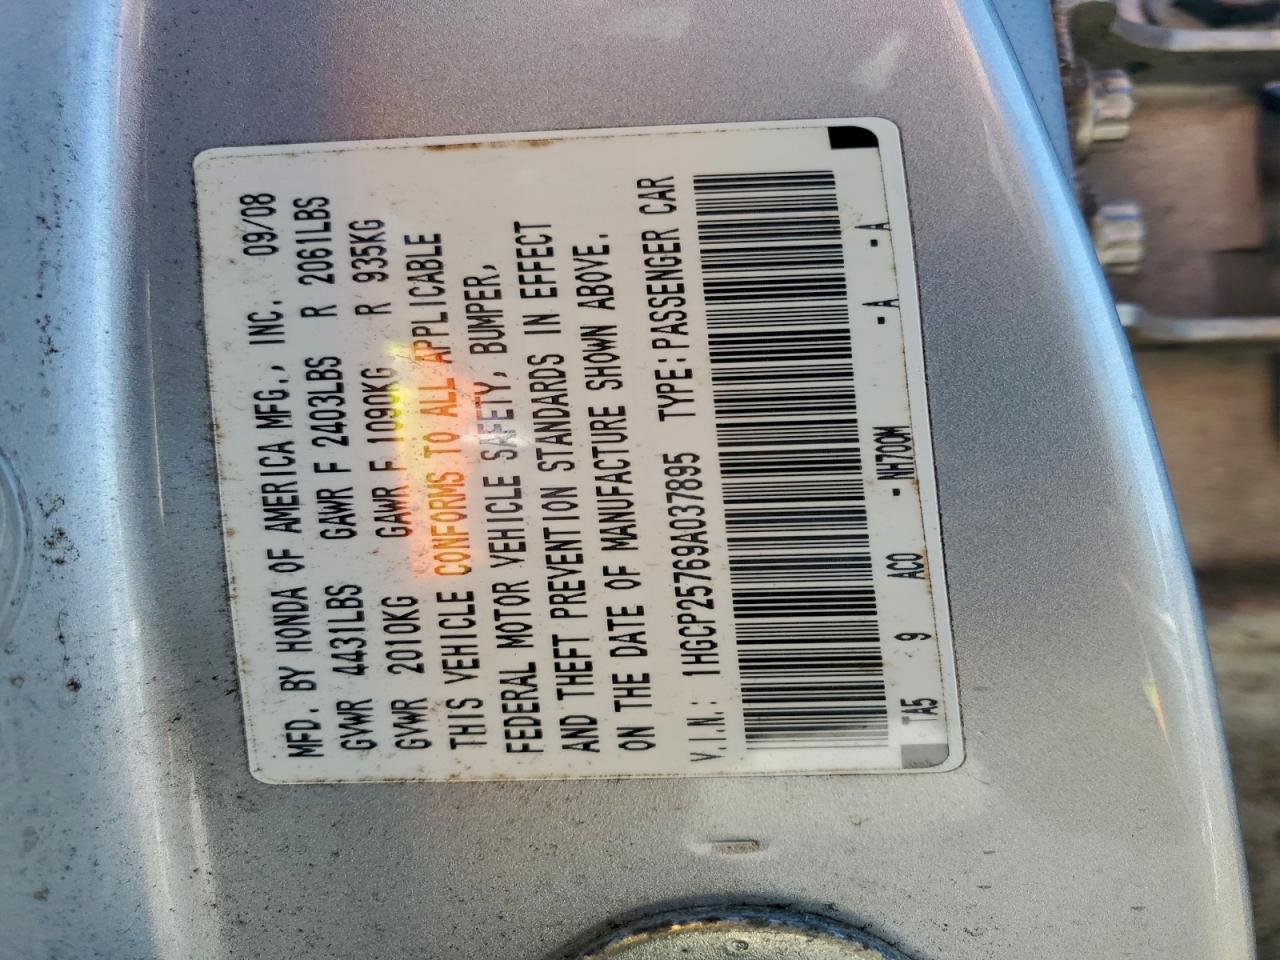 MFD. BY HONDA OF AMERICA MFG., INC. 09/08
GVWR 4431LBS GAWR F 2403LBS R 2061LBS
GVWR 2010KG GAWR F 1090KG R 935KG
THIS VEHICLE CONFORMS TO ALL APPLICABLE
FEDERAL MOTOR VEHICLE SAFETY, BUMPER,
AND THEFT PREVENTION STANDARDS IN EFFECT
ON THE DATE OF MANUFACTURE SHOWN ABOVE.
V.I.N.: 1HGCP25769A037895 TYPE:PASSENGER CAR
TA5 9 AC0 -NH700M -A -A